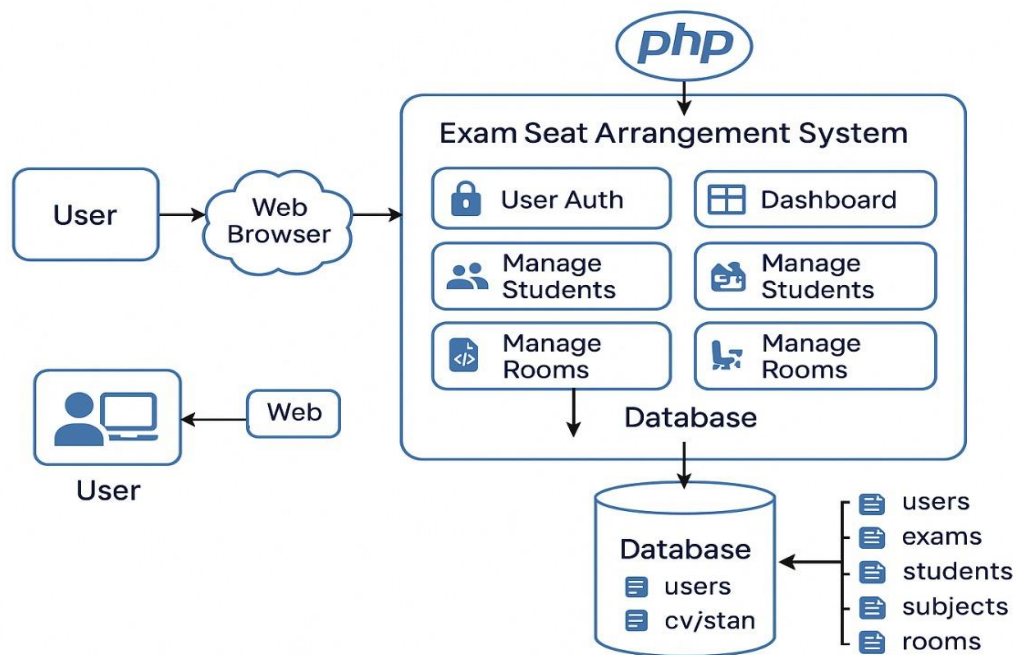 php
Exam Seat Arrangement System
User
Web
Browser
User Auth
Dashboard
Manage
Students
Manage
Students
Manage
Rooms
Manage
Rooms
Database
Web
User
Database
users
cv/stan
users
exams
students
subjects
rooms